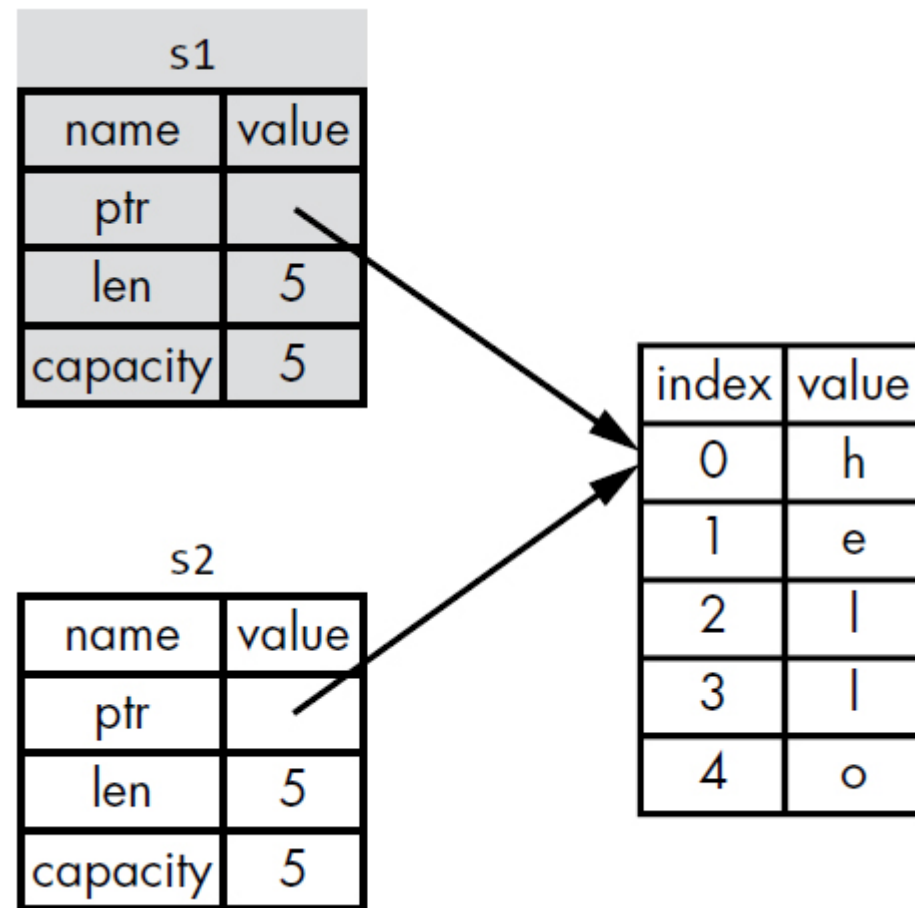 s1
name value
ptr
len 5
capacity 5
s2
name value
ptr
len 5
capacity 5
index value
0 h
1 e
2 l
3 l
4 o